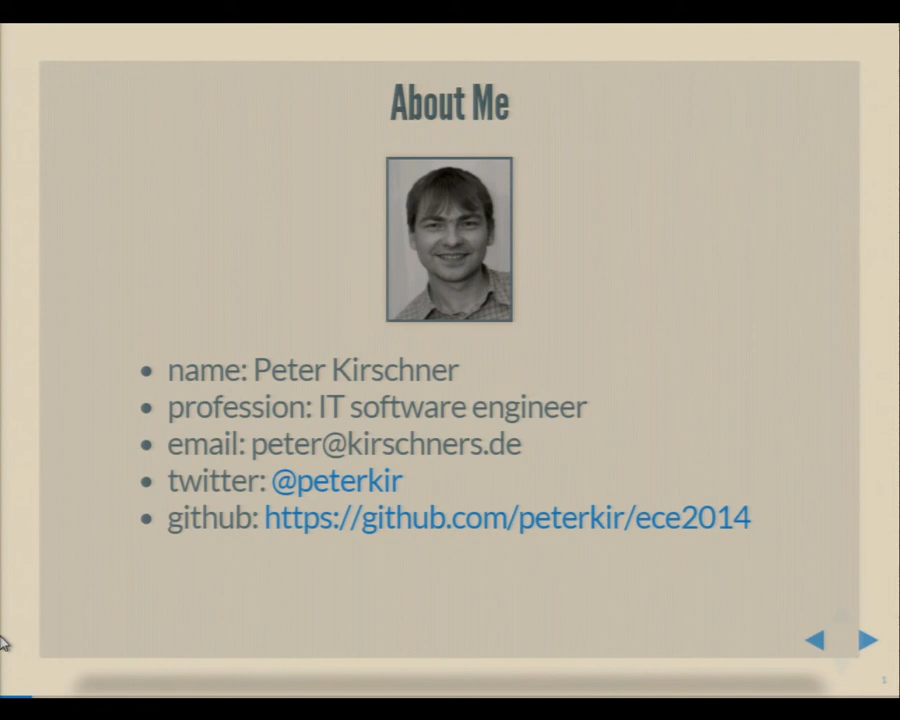 About Me
• name: Peter Kirschner
• profession: IT software engineer
• email: peter@kirschners.de
• twitter: @peterkir
• github: https://github.com/peterkir/ece2014
1